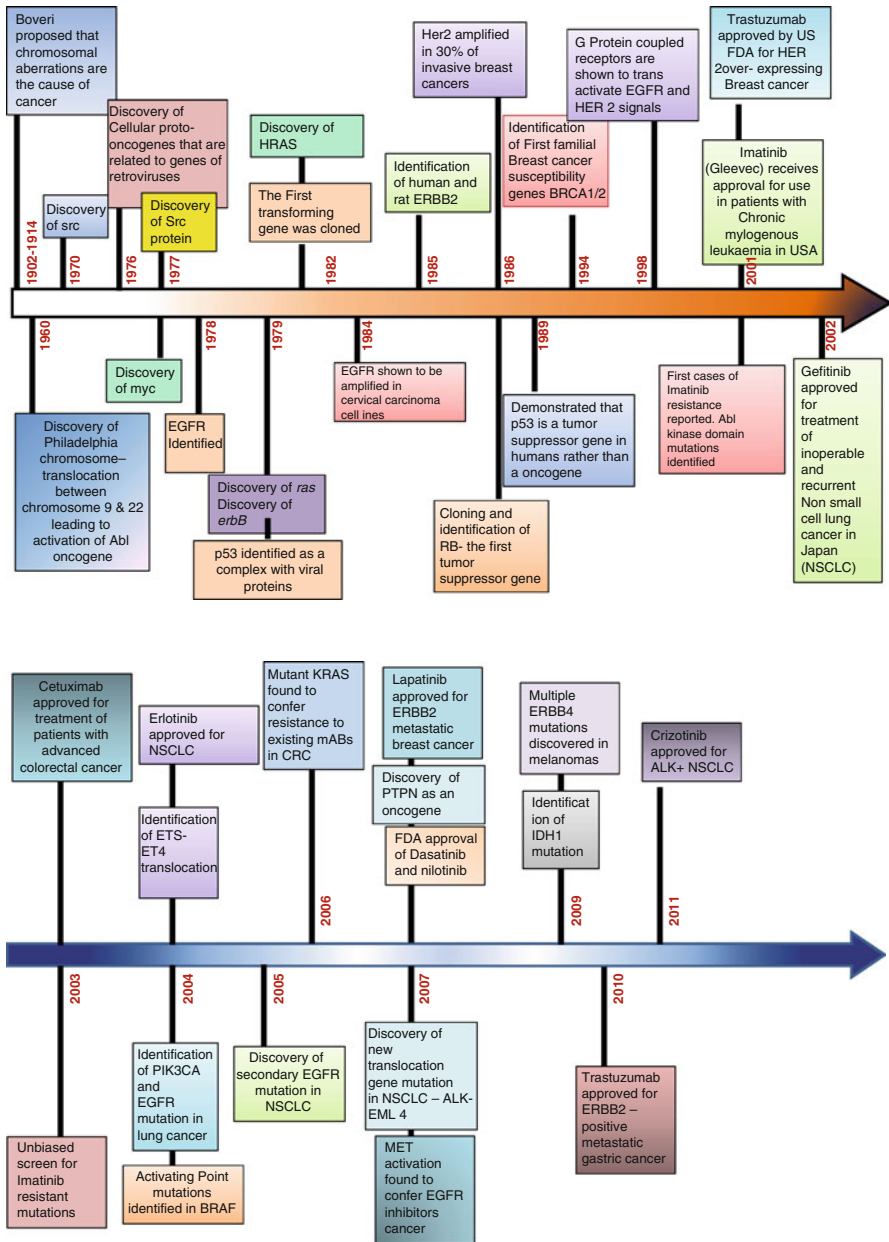 Boveri
proposed that
chromosomal
aberrations are
the cause of
cancer
Discovery of
Cellular proto-
oncogenes that are
related to genes of
retroviruses
Discovery
of src
Discovery
of Src
protein
Discovery of
HRAS
The First
transforming
gene was cloned
Identification
of human and
rat ERBB2
Her2 amplified
in 30% of
invasive breast
cancers
Identification
of First familial
Breast cancer
susceptibility
genes BRCA1/2
G Protein coupled
receptors are
shown to trans
activate EGFR and
HER 2 signals
Trastuzumab
approved by US
FDA for HER
2over- expressing
Breast cancer
Imatinib
(Gleevec) receives
approval for use
in patients with
Chronic
mylogenous
leukaemia in USA
1902-1914
1970
1976
1977
1982
1985
1986
1994
1998
2001
1960
1978
1979
1984
1989
2002
Discovery of
Philadelphia
chromosome–
translocation
between
chromosome 9 & 22
leading to
activation of Abl
oncogene
Discovery
of myc
EGFR
Identified
Discovery of ras
Discovery of
erbB
p53 identified as a
complex with viral
proteins
EGFR shown to be
amplified in
cervical carcinoma
cell ines
Cloning and
identification of
RB- the first
tumor
suppressor gene
Demonstrated that
p53 is a tumor
suppressor gene in
humans rather than
a oncogene
First cases of
Imatinib
resistance
reported. Abl
kinase domain
mutations
identified
Gefitinib
approved
for
treatment
of
inoperable
and
recurrent
Non small
cell lung
cancer in
Japan
(NSCLC)
Cetuximab
approved for
treatment of
patients with
advanced
colorectal cancer
Erlotinib
approved for
NSCLC
Identification
of ETS-
ET4
translocation
Mutant KRAS
found to
confer
resistance to
existing mABs
in CRC
Lapatinib
approved for
ERBB2
metastatic
breast cancer
Discovery of
PTPN as an
oncogene
FDA approval
of Dasatinib
and nilotinib
Multiple
ERBB4
mutations
discovered in
melanomas
Identificat
ion of
IDH1
mutation
Crizotinib
approved for
ALK+ NSCLC
2006
2009
2011
2003
2004
2005
2007
2010
Unbiased
screen for
Imatinib
resistant
mutations
Identification
of PIK3CA
and
EGFR
mutation in
lung cancer
Activating Point
mutations
identified in BRAF
Discovery of
secondary EGFR
mutation in
NSCLC
Discovery of
new
translocation
gene mutation
in NSCLC – ALK-
EML 4
MET
activation
found to
confer EGFR
inhibitors
cancer
Trastuzumab
approved for
ERBB2 –
positive
metastatic
gastric cancer